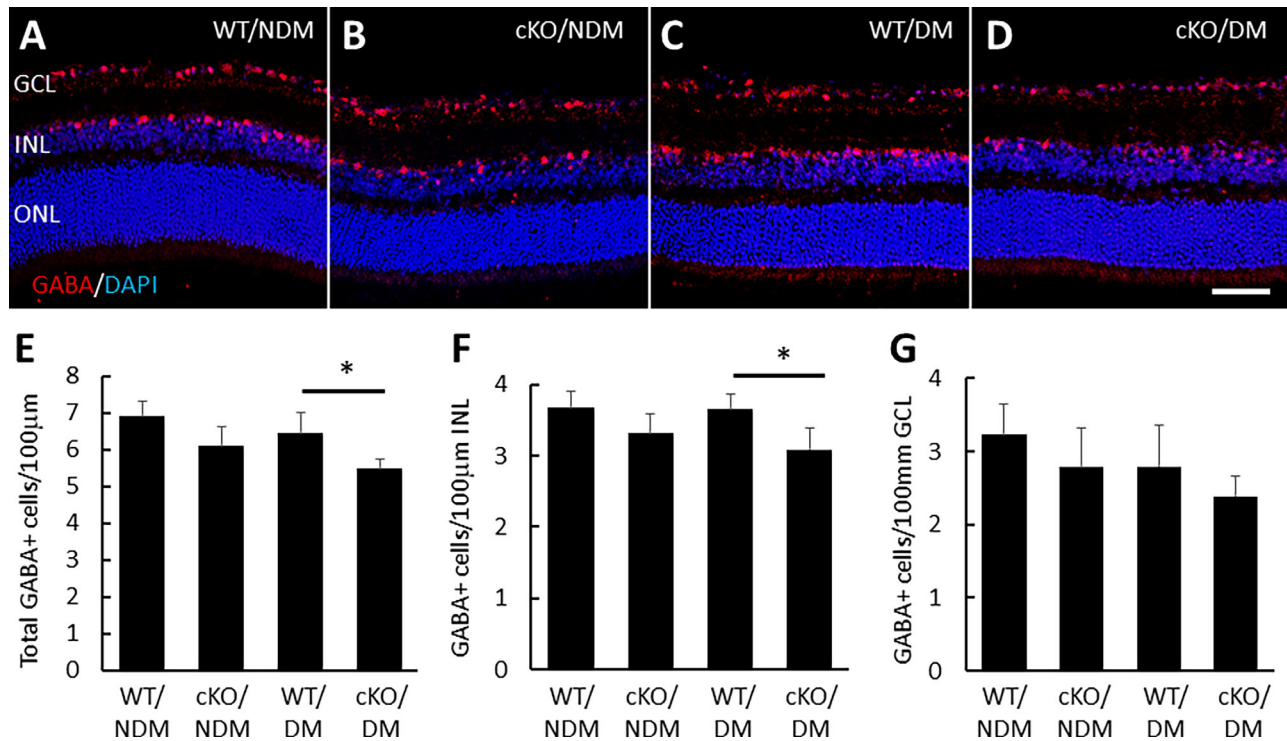 A WT/NDM
B cKO/NDM
C WT/DM
D cKO/DM
GCL
INL
ONL
GABA/DAPI
E
*
Total GABA+ cells/100µm
8
7
6
5
4
3
2
1
0
WT/ cKO/ WT/ cKO/
NDM NDM DM DM
F
*
GABA+ cells/100µm INL
4
3
2
1
0
WT/ cKO/ WT/ cKO/
NDM NDM DM DM
G
GABA+ cells/100mm GCL
4
3
2
1
0
WT/ cKO/ WT/ cKO/
NDM NDM DM DM